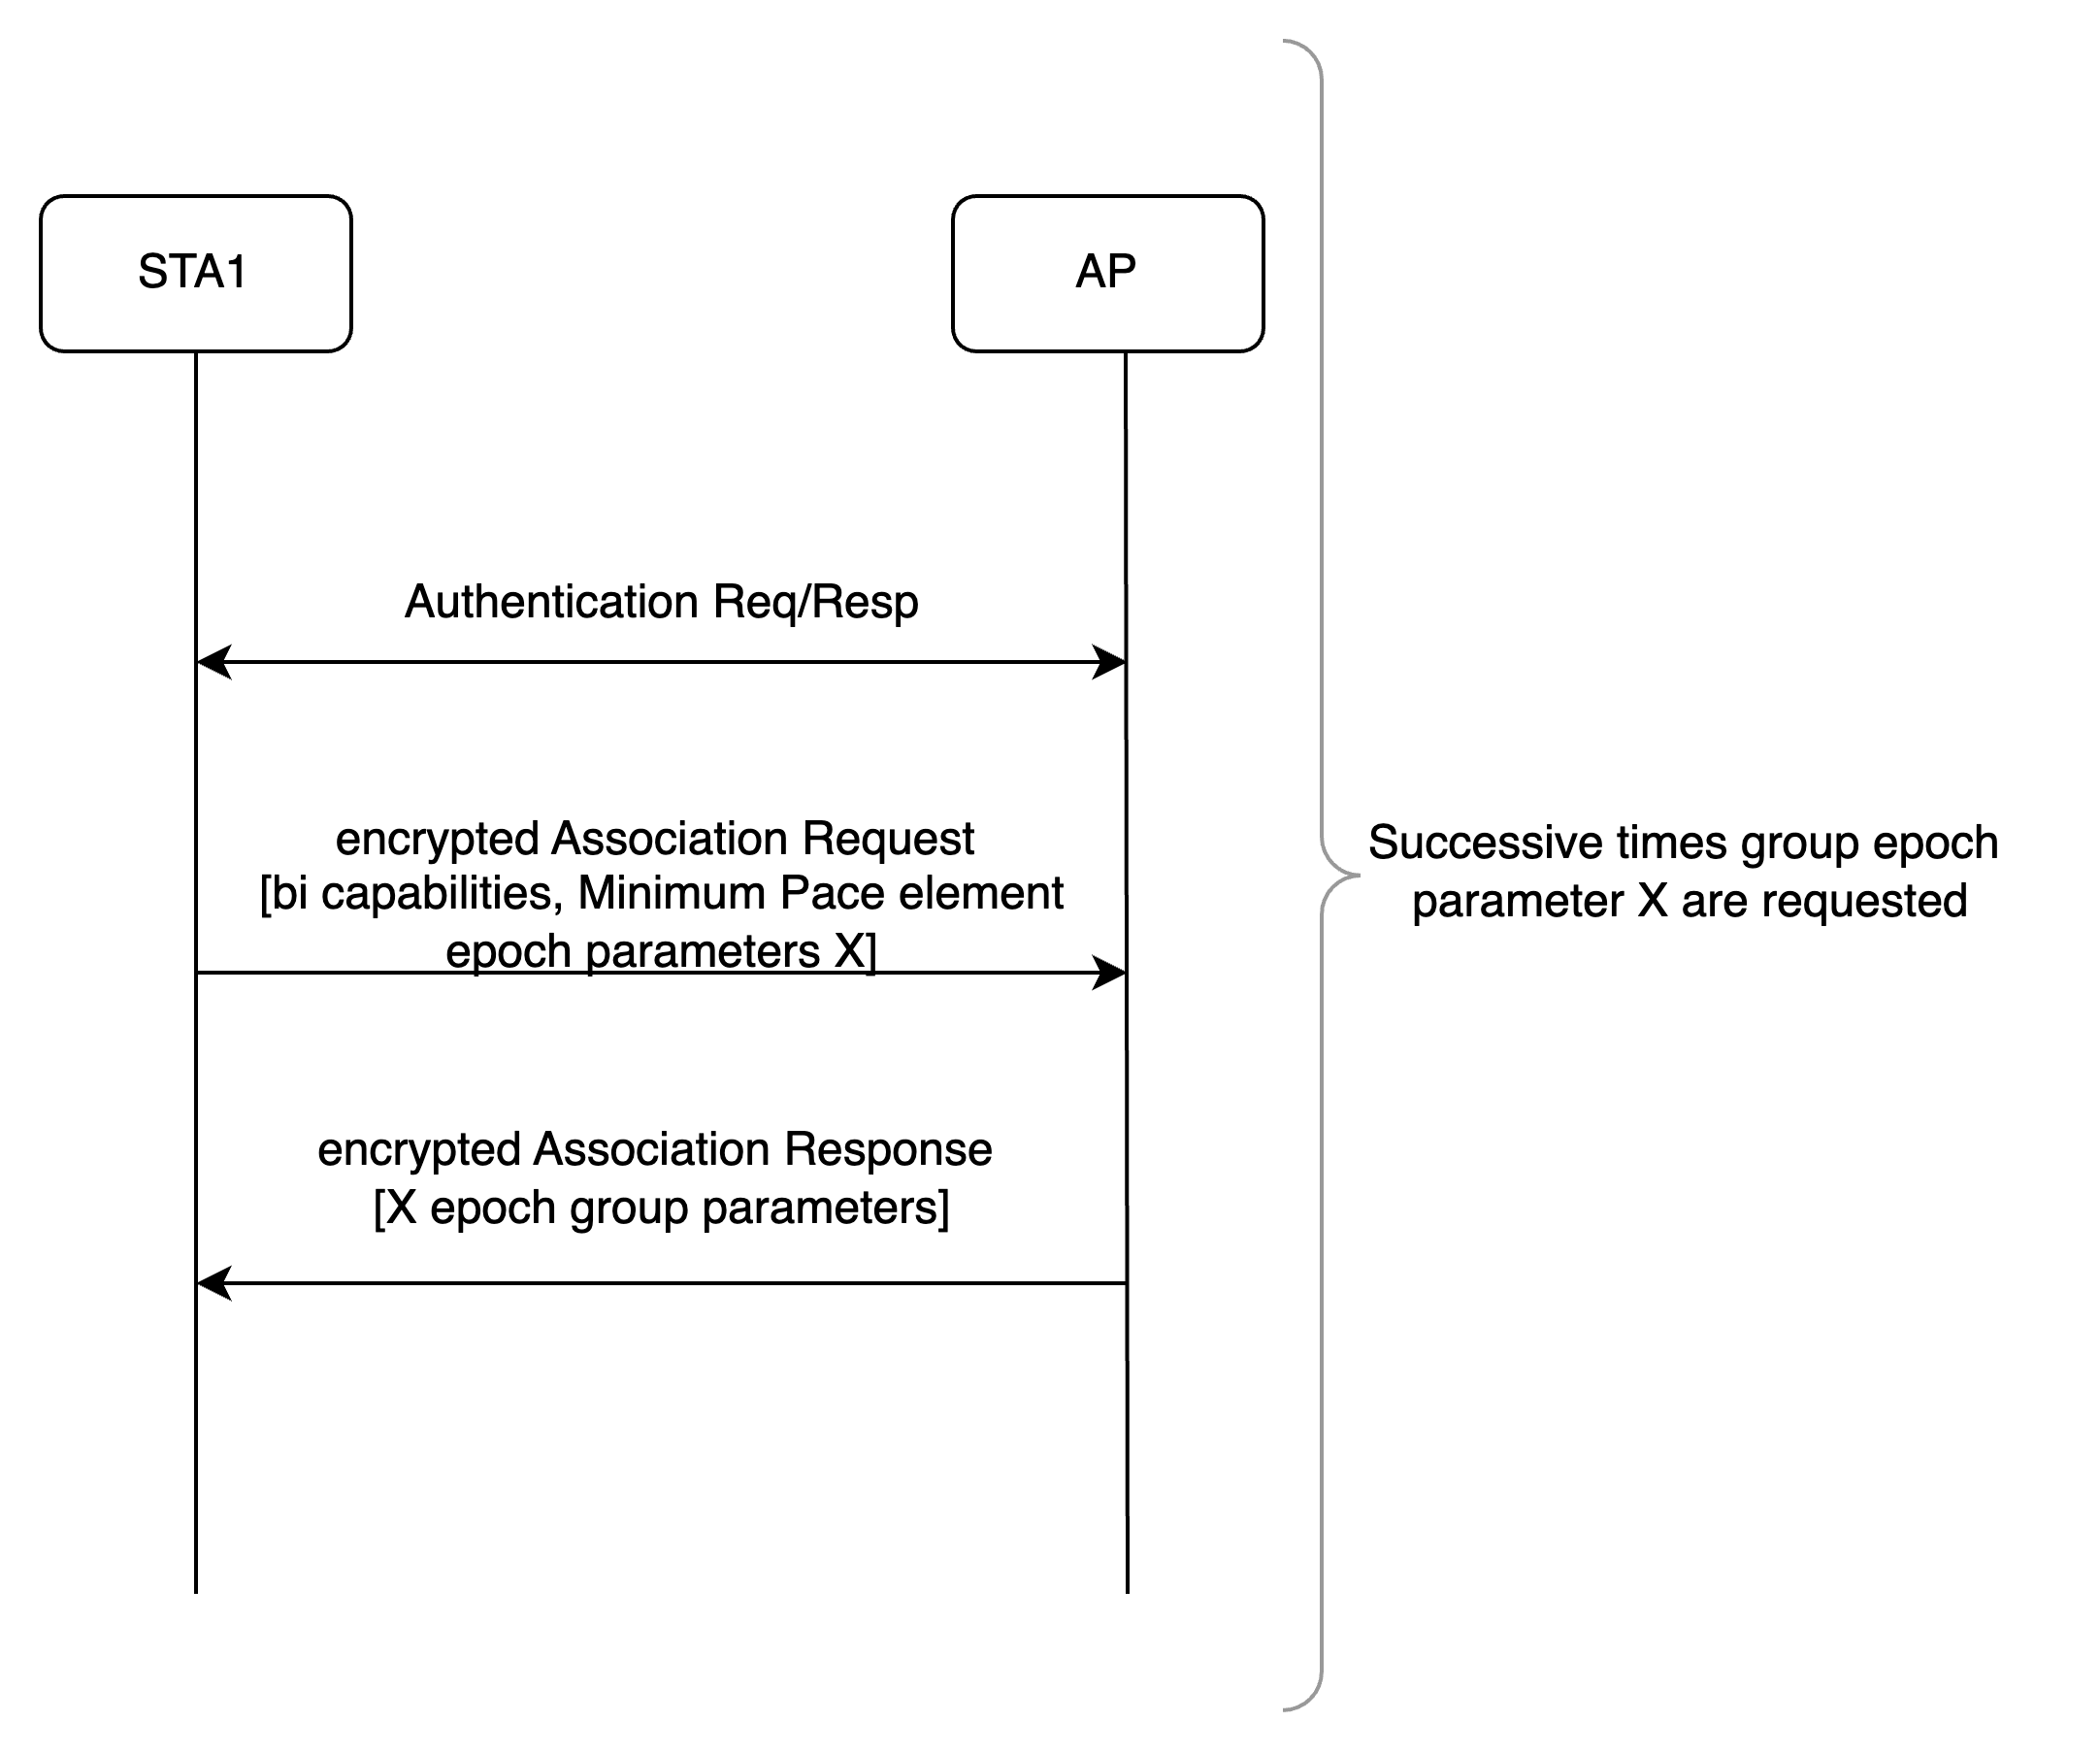 STA1
AP
Authentication Req/Resp
encrypted Association Request
[bi capabilities, Minimum Pace element
epoch parameters X]
Successive times group epoch
parameter X are requested
encrypted Association Response
[X epoch group parameters]